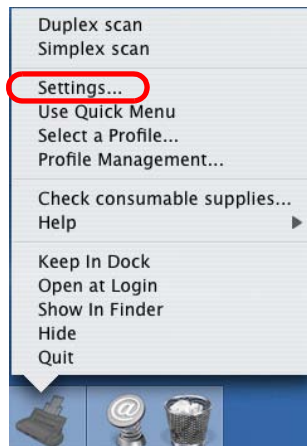 Duplex scan
Simplex scan
Settings...
Use Quick Menu
Select a Profile...
Profile Management...
Check consumable supplies...
Help
Keep In Dock
Open at Login
Show In Finder
Hide
Quit
@